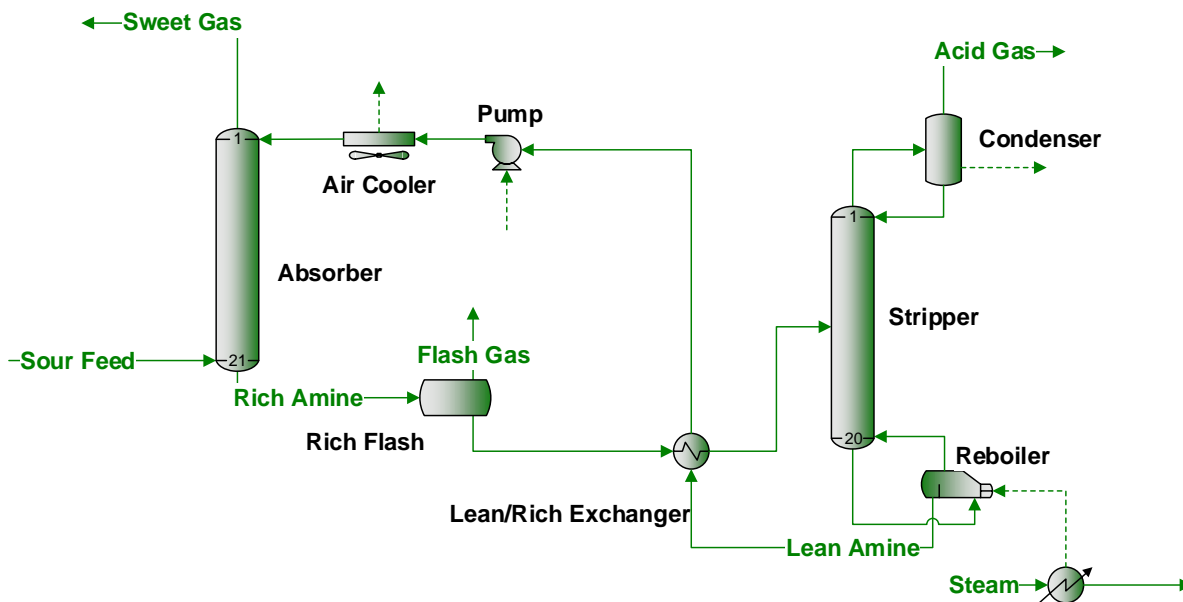 Sweet Gas
Acid Gas
Pump
1
Condenser
Air Cooler
1
Absorber
Stripper
Flash Gas
Sour Feed
21
Rich Amine
Rich Flash
20
Reboiler
Lean/Rich Exchanger
Lean Amine
Steam